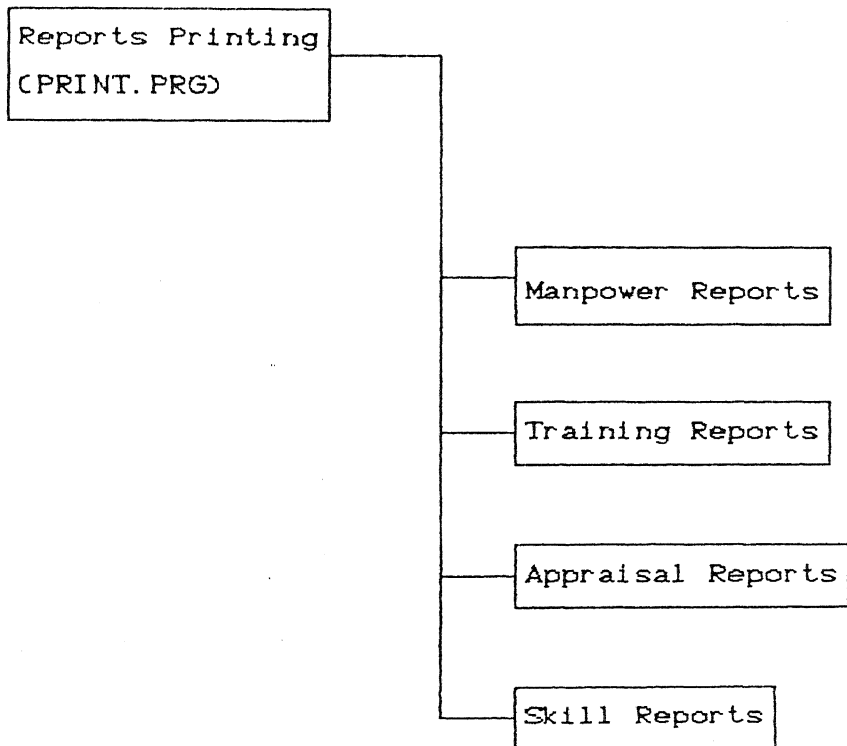 Reports Printing
(PRINT.PRG)
Manpower Reports
Training Reports
Appraisal Reports
Skill Reports